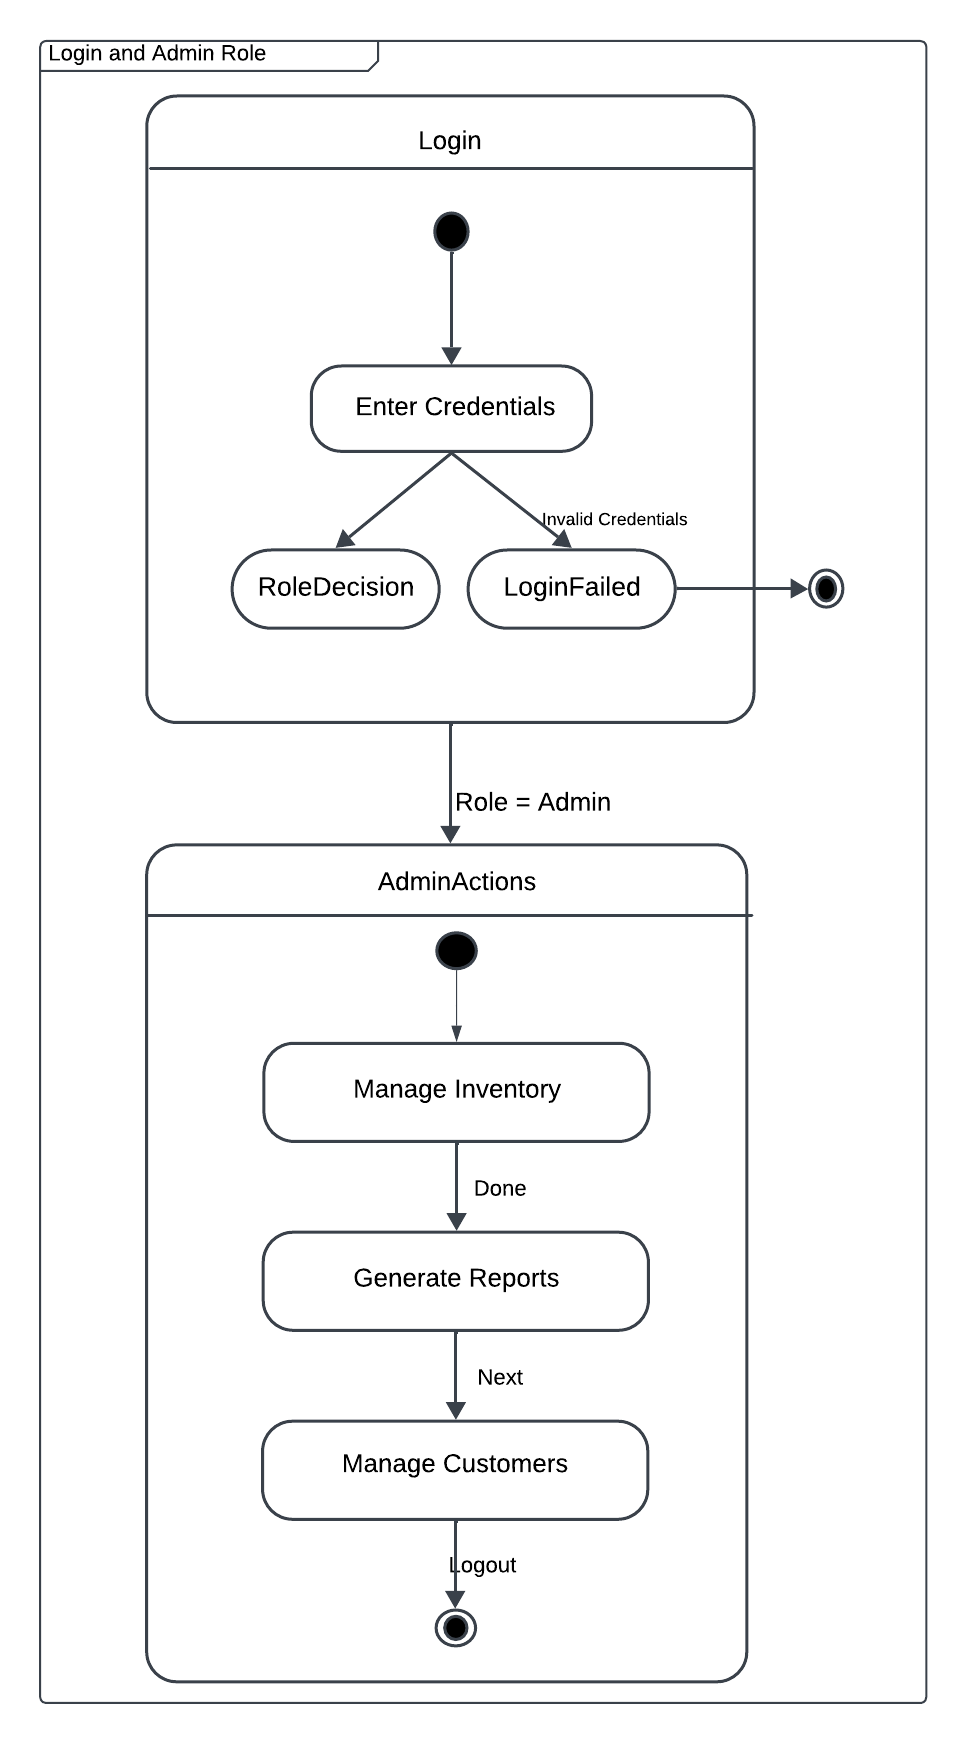 Login and Admin Role
Login
Enter Credentials
Invalid Credentials
RoleDecision
LoginFailed
Role = Admin
AdminActions
Manage Inventory
Done
Generate Reports
Next
Manage Customers
Logout